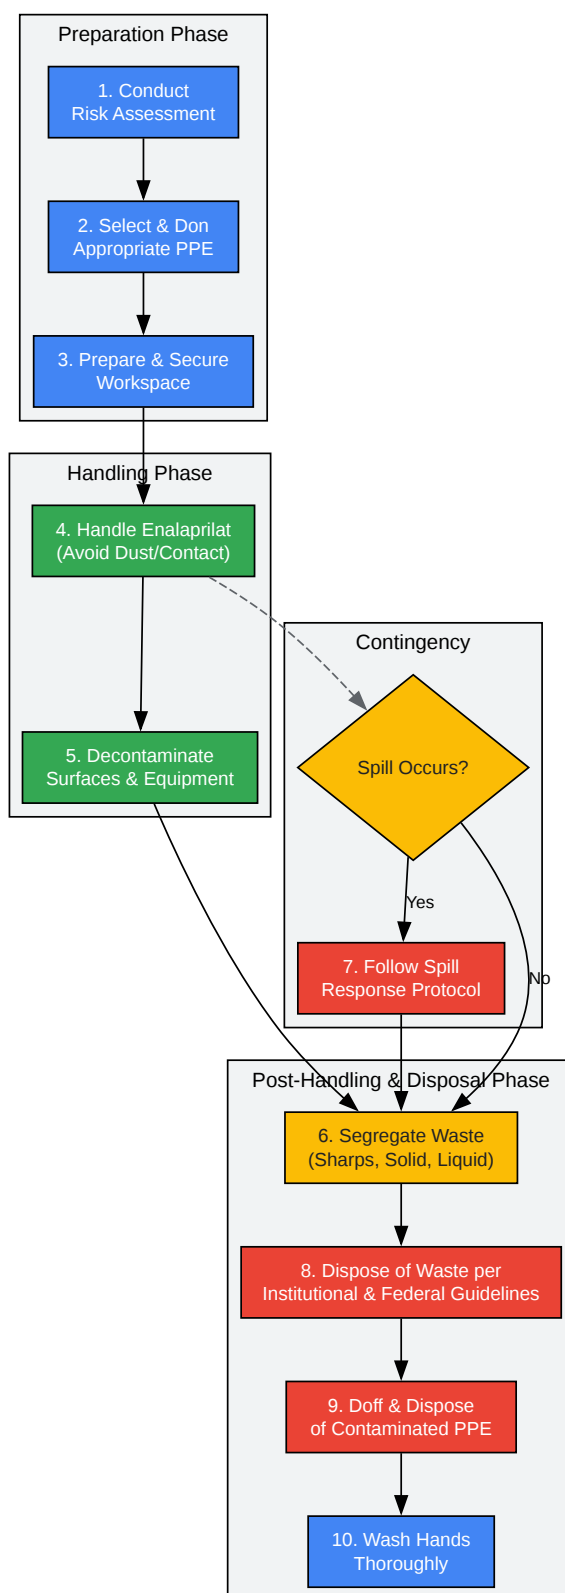 Preparation Phase
1. Conduct
Risk Assessment
2. Select & Don
Appropriate PPE
3. Prepare & Secure
Workspace
Handling Phase
4. Handle Enalaprilat
(Avoid Dust/Contact)
5. Decontaminate
Surfaces & Equipment
Contingency
Spill Occurs?
Yes
No
7. Follow Spill
Response Protocol
Post-Handling & Disposal Phase
6. Segregate Waste
(Sharps, Solid, Liquid)
8. Dispose of Waste per
Institutional & Federal Guidelines
9. Doff & Dispose
of Contaminated PPE
10. Wash Hands
Thoroughly